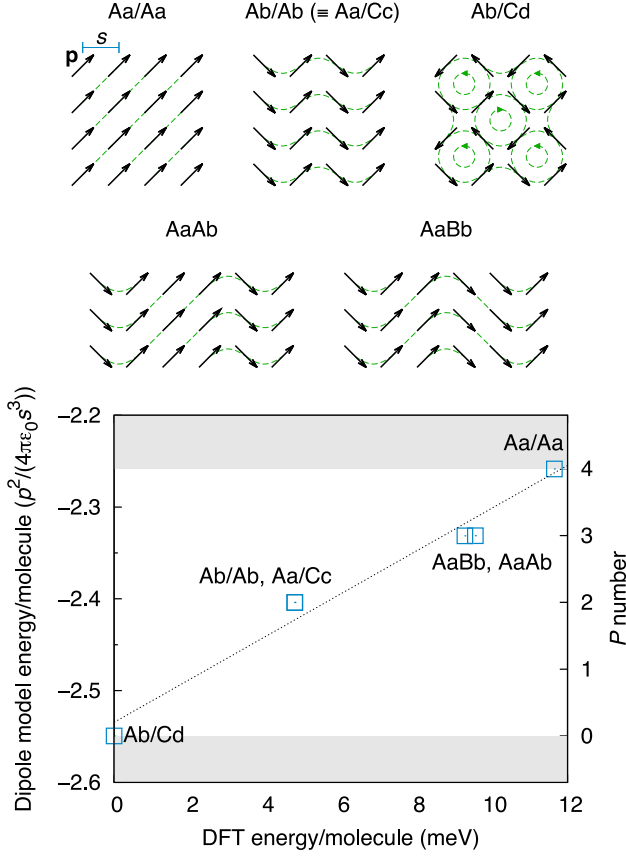 Aa/Aa
Ab/Ab (≡ Aa/Cc)
Ab/Cd
p
s
AaAb
AaBb
Dipole model energy/molecule (p²/(4πε₀s³))
−2.2
−2.3
−2.4
−2.5
−2.6
Aa/Aa
AaBb, AaAb
Ab/Ab, Aa/Cc
Ab/Cd
4
3
2
1
0
P number
0
2
4
6
8
10
12
DFT energy/molecule (meV)